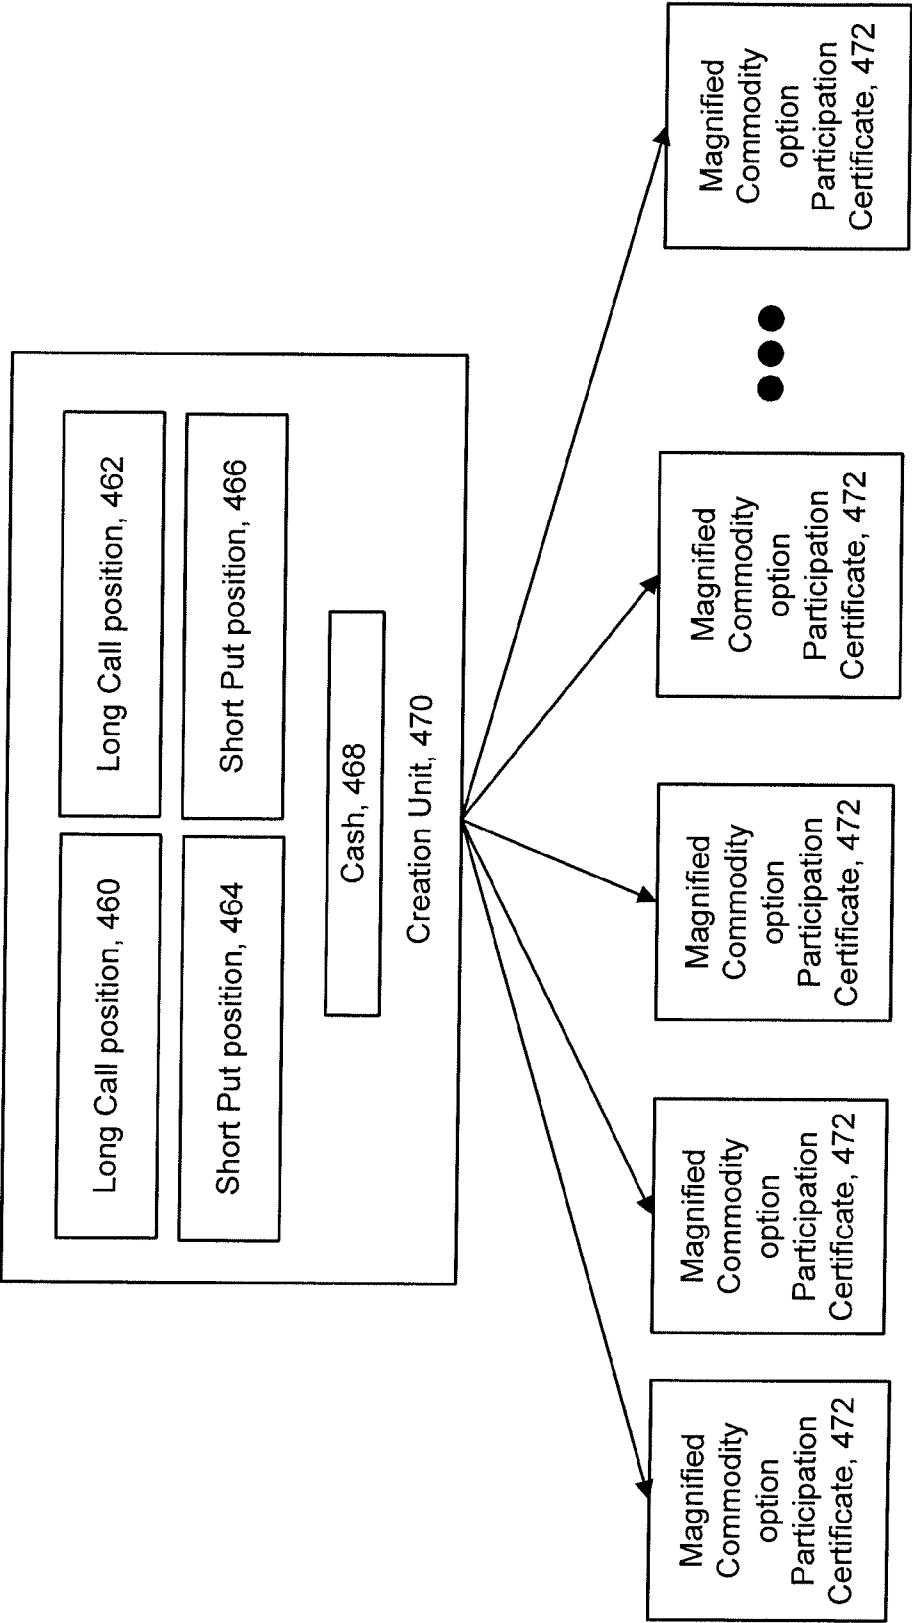 Long Call position, 460
Long Call position, 462
Short Put position, 464
Short Put position, 466
Cash, 468
Creation Unit, 470
Magnified
Commodity
option
Participation
Certificate, 472
Magnified
Commodity
option
Participation
Certificate, 472
Magnified
Commodity
option
Participation
Certificate, 472
Magnified
Commodity
option
Participation
Certificate, 472
Magnified
Commodity
option
Participation
Certificate, 472